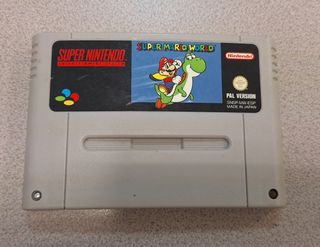 SUPER NINTENDO
ENTERTAINMENT SYSTEM
SUPER MARIO WORLD
Nintendo
PAL VERSION
SNSP-MW-ESP
MADE IN JAPAN